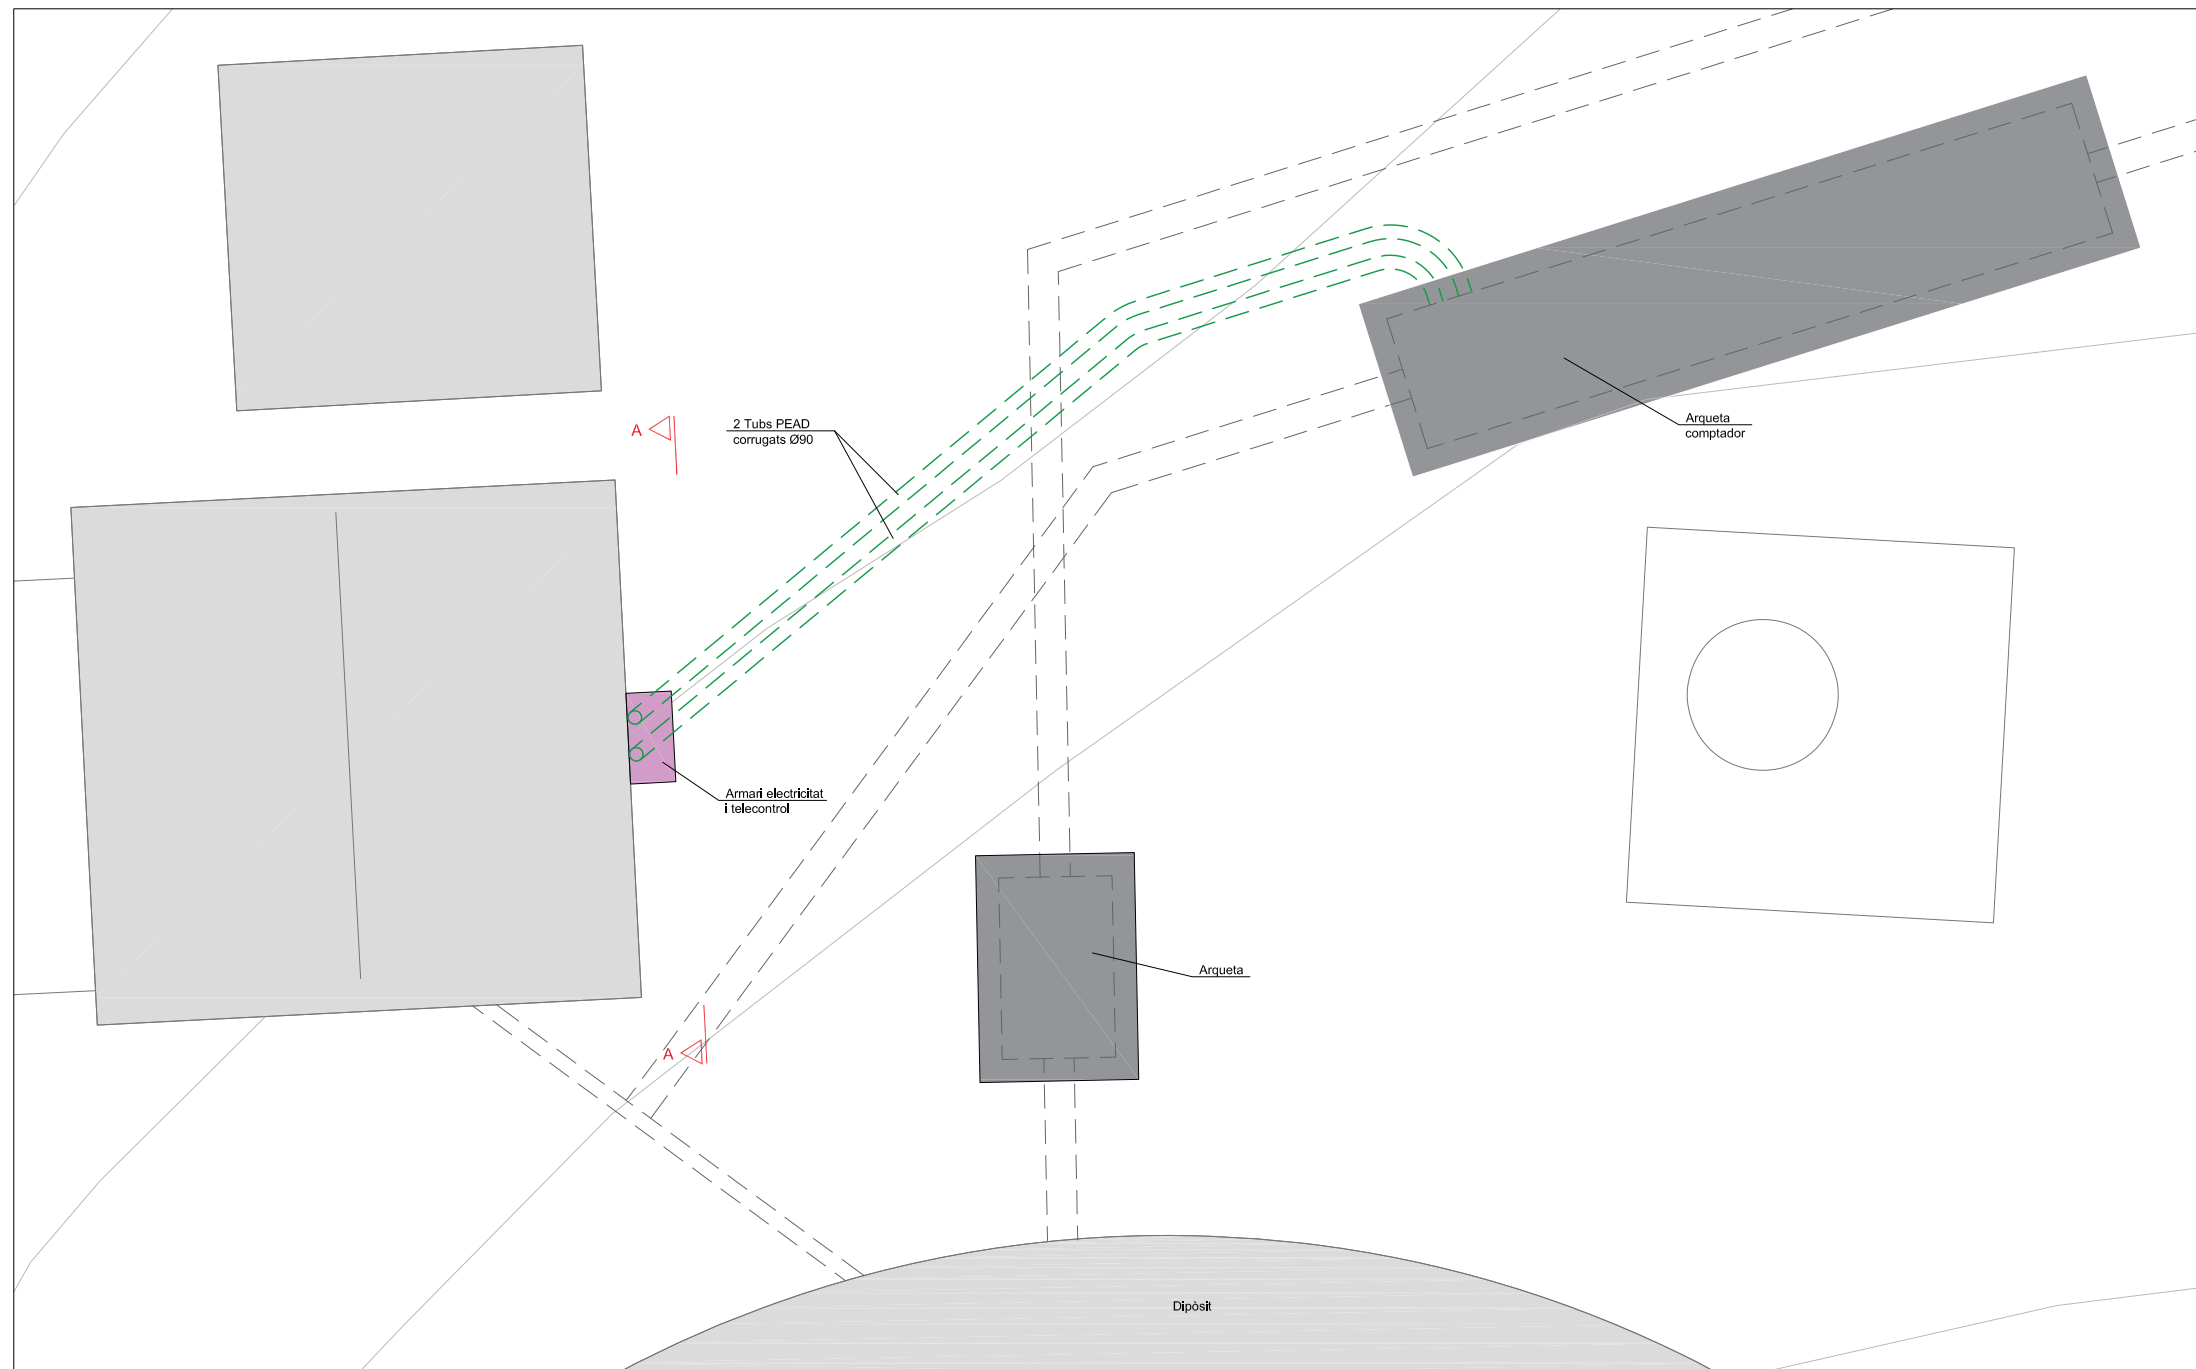 2 Tubs PEAD
corrugats Ø90
A
Arqueta
comptador
Armari electricitat
i telecontrol
Arqueta
A
Dipòsit